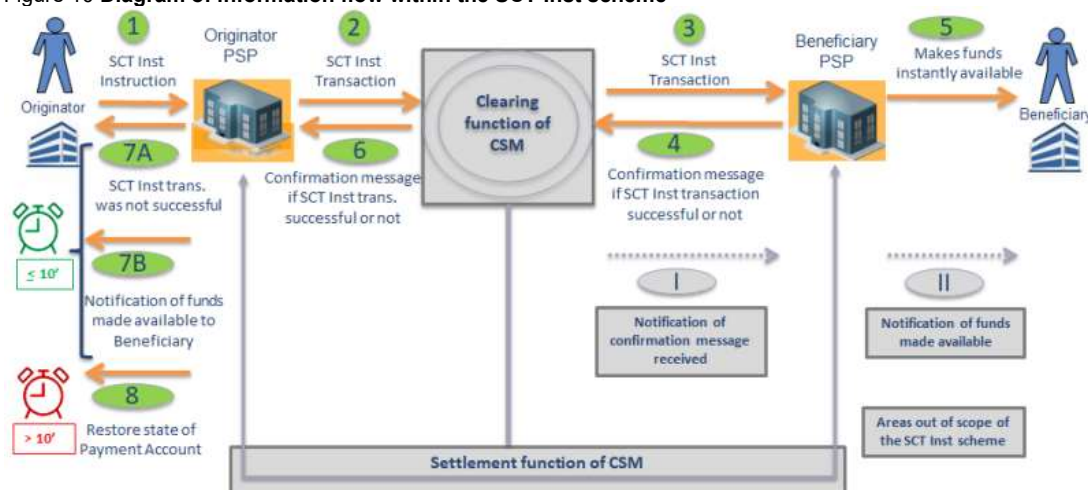 Figure 10 Diagram of information flow within the SCT Inst scheme
1
SCT Inst
Instruction
Originator
PSP
2
SCT Inst
Transaction
3
SCT Inst
Transaction
Beneficiary
PSP
5
Makes funds
instantly available
Originator
Clearing
function of
CSM
Beneficiary
7A
SCT Inst trans.
was not successful
6
Confirmation message
if SCT Inst trans.
successful or not
4
Confirmation message
if SCT Inst transaction
successful or not
≤ 10'
7B
Notification of funds
made available to
Beneficiary
I
Notification of
confirmation message
received
II
Notification of funds
made available
> 10'
8
Restore state of
Payment Account
Areas out of scope of
the SCT Inst scheme
Settlement function of CSM